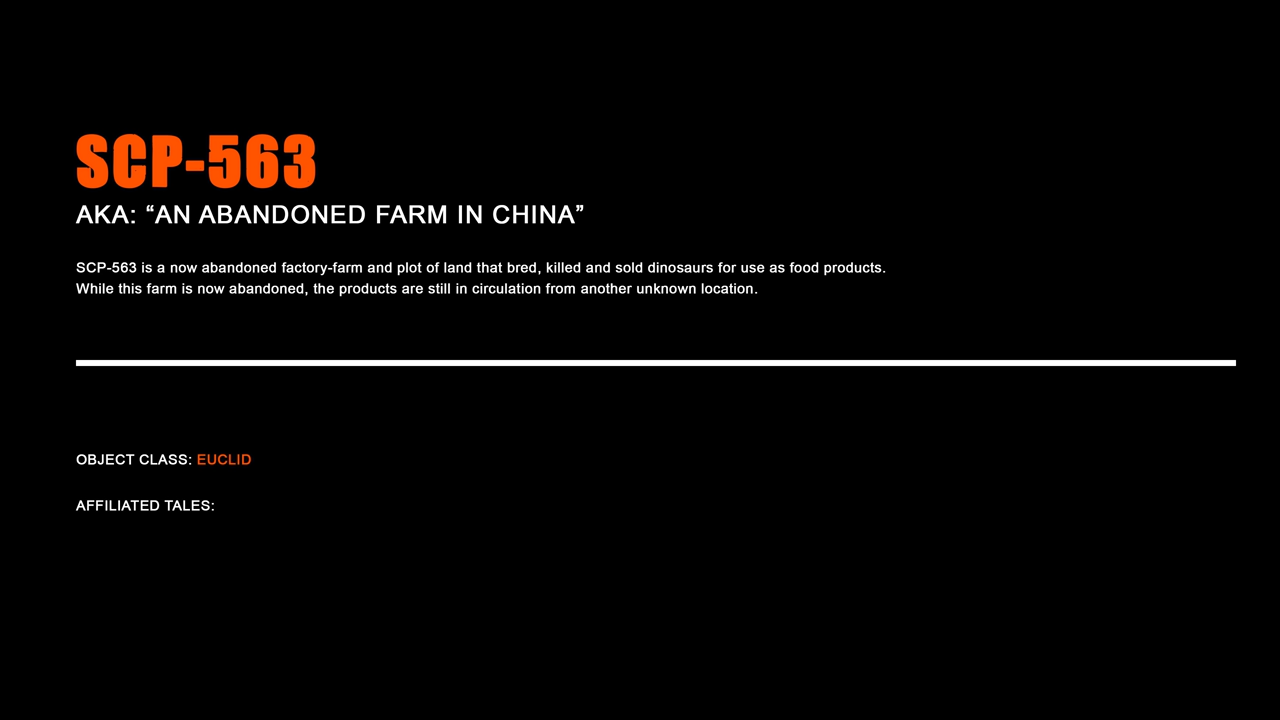 SCP-563
AKA: “AN ABANDONED FARM IN CHINA”
SCP-563 is a now abandoned factory-farm and plot of land that bred, killed and sold dinosaurs for use as food products.
While this farm is now abandoned, the products are still in circulation from another unknown location.
OBJECT CLASS: EUCLID
AFFILIATED TALES: